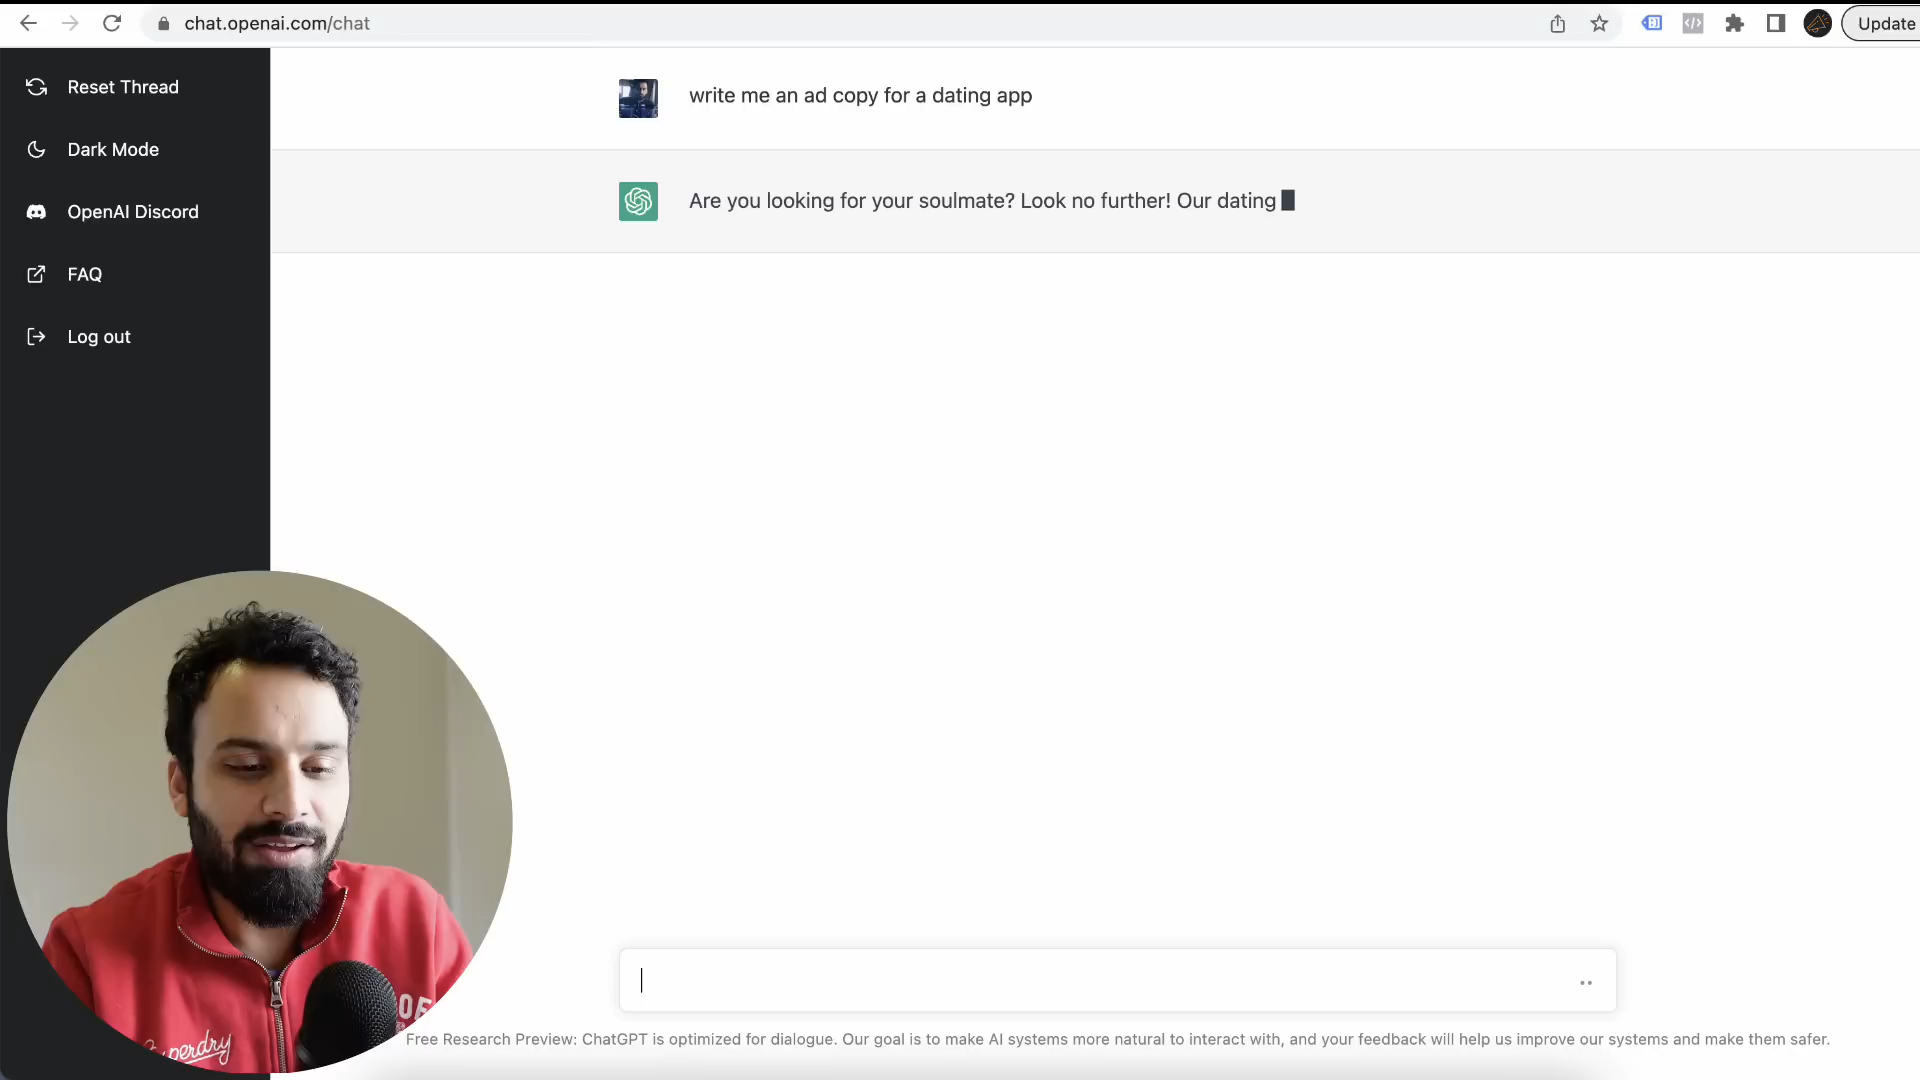 chat.openai.com/chat
Update
Reset Thread
Dark Mode
OpenAI Discord
FAQ
Log out
write me an ad copy for a dating app
Are you looking for your soulmate? Look no further! Our dating
Free Research Preview: ChatGPT is optimized for dialogue. Our goal is to make AI systems more natural to interact with, and your feedback will help us improve our systems and make them safer.